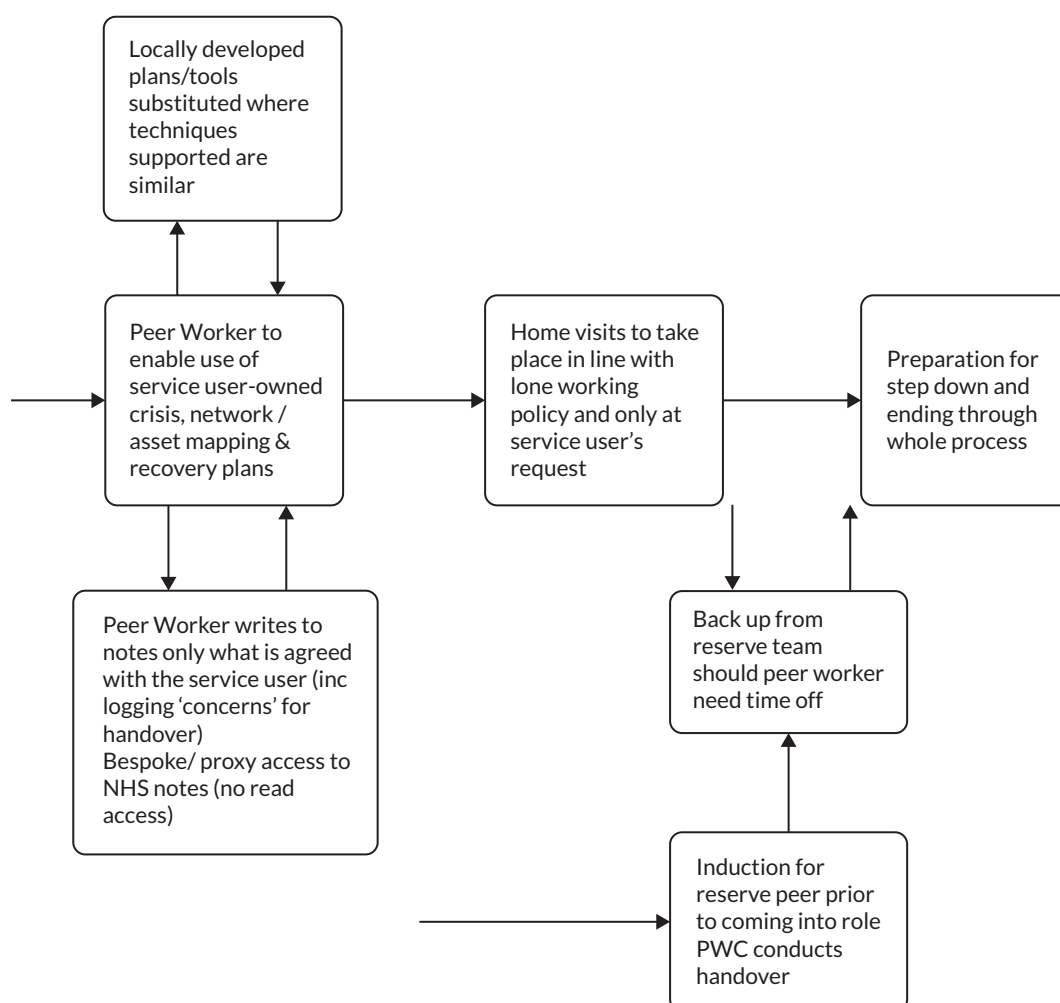 Locally developed
plans/tools
substituted where
techniques
supported are
similar
Peer Worker to
enable use of
service user-owned
crisis, network /
asset mapping &
recovery plans
Home visits to take
place in line with
lone working
policy and only at
service user’s
request
Preparation for
step down and
ending through
whole process
Peer Worker writes to
notes only what is agreed
with the service user (inc
logging ‘concerns’ for
handover)
Bespoke/ proxy access to
NHS notes (no read
access)
Back up from
reserve team
should peer worker
need time off
Induction for
reserve peer prior
to coming into role
PWC conducts
handover